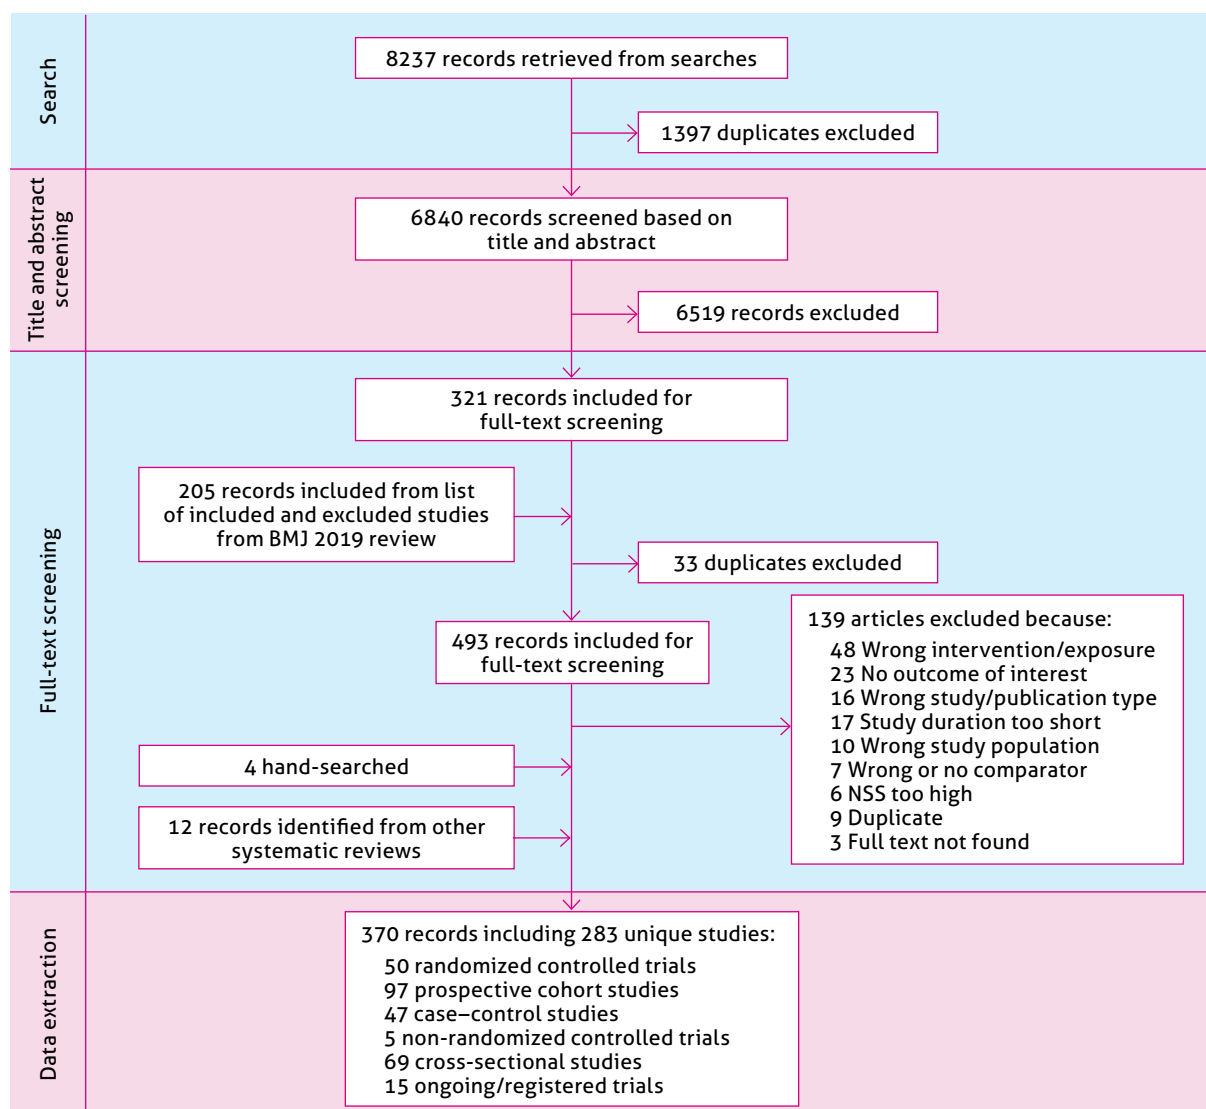 Search
8237 records retrieved from searches
1397 duplicates excluded
Title and abstract
screening
6840 records screened based on
title and abstract
6519 records excluded
Full-text screening
321 records included for
full-text screening
205 records included from list
of included and excluded studies
from BMJ 2019 review
33 duplicates excluded
493 records included for
full-text screening
139 articles excluded because:
48 Wrong intervention/exposure
23 No outcome of interest
16 Wrong study/publication type
17 Study duration too short
10 Wrong study population
7 Wrong or no comparator
6 NSS too high
9 Duplicate
3 Full text not found
4 hand-searched
12 records identified from other
systematic reviews
Data extraction
370 records including 283 unique studies:
50 randomized controlled trials
97 prospective cohort studies
47 case–control studies
5 non-randomized controlled trials
69 cross-sectional studies
15 ongoing/registered trials